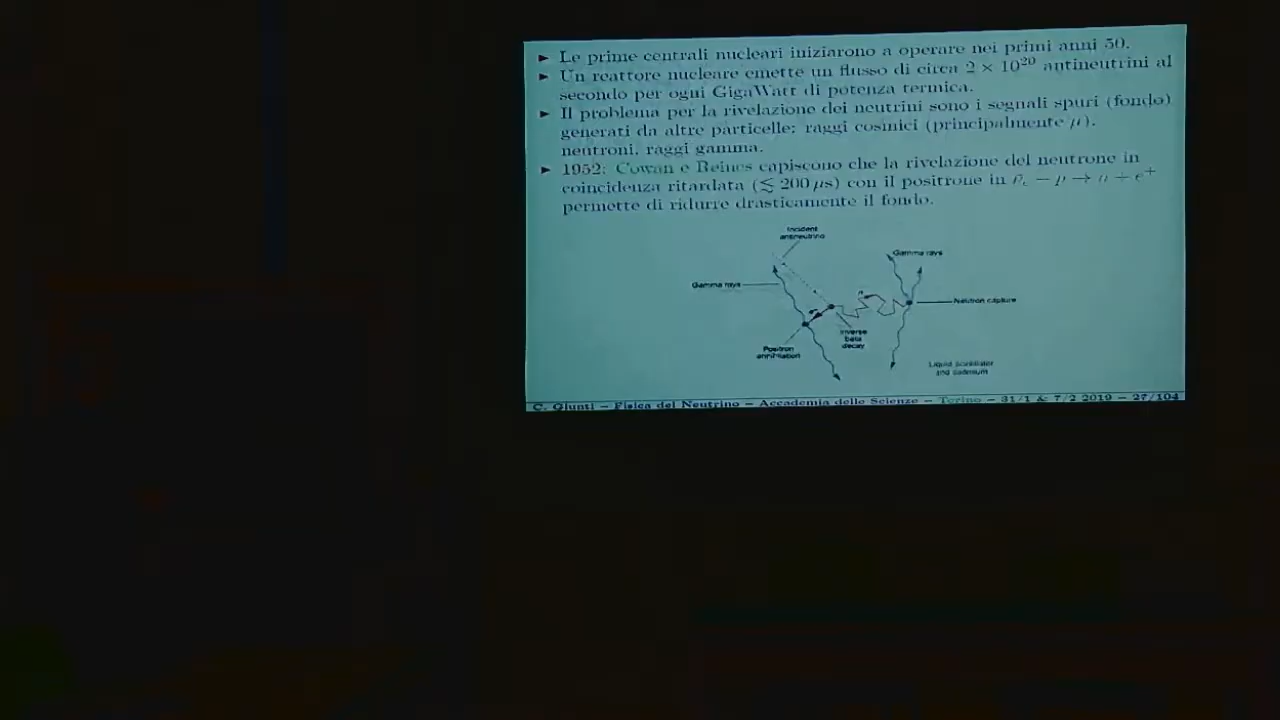 ► Le prime centrali nucleari iniziarono a operare nei primi anni 50.
► Un reattore nucleare emette un flusso di circa 2 × 10²⁰ antineutrini al
secondo per ogni GigaWatt di potenza termica.
► Il problema per la rivelazione dei neutrini sono i segnali spuri (fondo)
generati da altre particelle: raggi cosmici (principalmente μ),
neutroni, raggi gamma.
► 1952: Cowan e Reines capiscono che la rivelazione del neutrone in
coincidenza ritardata (≲ 200 μs) con il positrone in ν̄ₑ + p → n + e⁺
permette di ridurre drasticamente il fondo.
Incident
antineutrino
Gamma rays
Gamma rays
Neutron capture
Inverse
beta
decay
Positron
annihilation
Liquid scintillator
and cadmium
C. Giunti – Fisica del Neutrino – Accademia delle Scienze – Torino – 31/1 & 7/2 2019 – 27/104